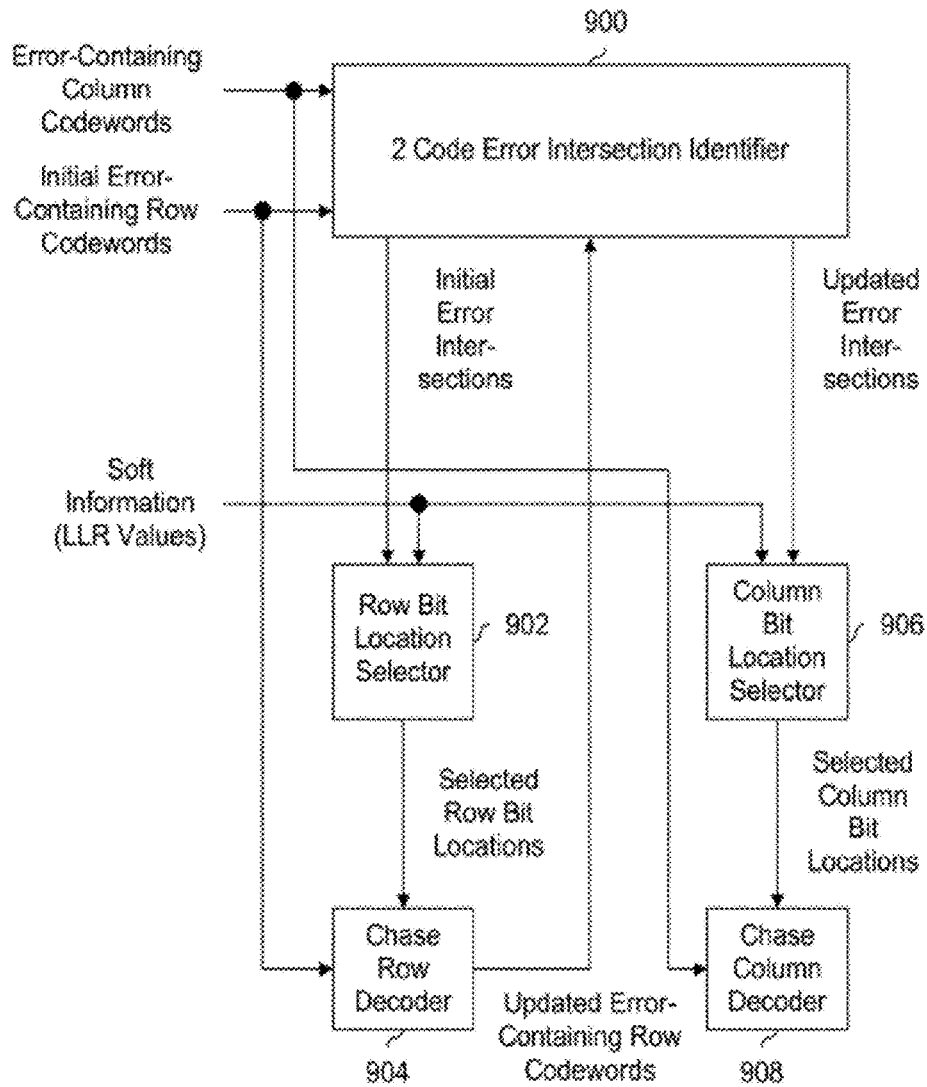 900
Error-Containing
Column
Codewords
2 Code Error Intersection Identifier
Initial Error-
Containing Row
Codewords
Initial
Error
Inter-
sections
Updated
Error
Inter-
sections
Soft
Information
(LLR Values)
Row Bit
Location
Selector
902
Column
Bit
Location
Selector
906
Selected
Row Bit
Locations
Selected
Column
Bit
Locations
Chase
Row
Decoder
Chase
Column
Decoder
Updated Error-
Containing Row
Codewords
904
908